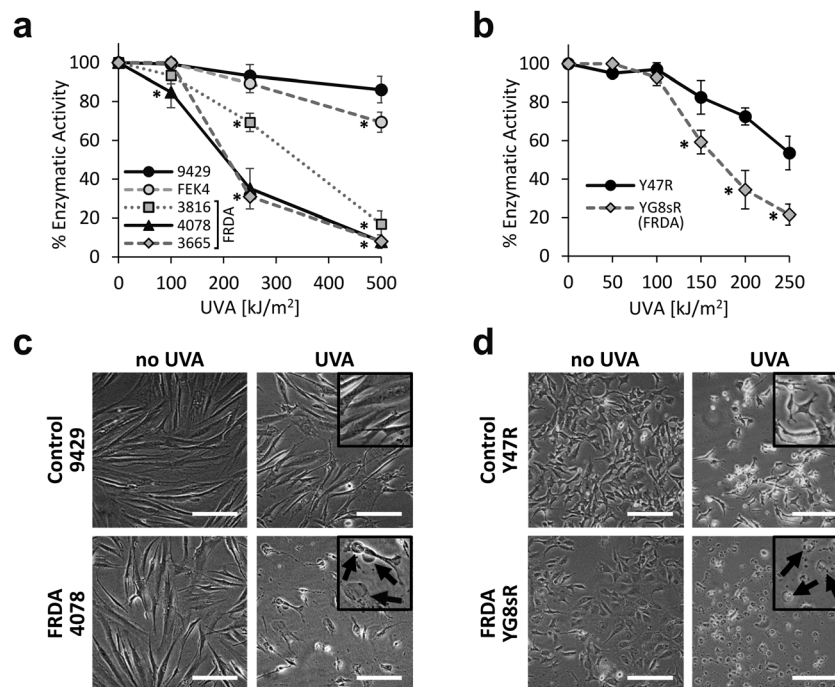 a
% Enzymatic Activity
100
80
60
40
20
0
*
*
*
*
*
*
*
9429
FEK4
3816
4078
3665
FRDA
0
100
200
300
400
500
UVA [kJ/m²]
b
% Enzymatic Activity
100
80
60
40
20
0
*
*
*
Y47R
YG8sR
(FRDA)
0
50
100
150
200
250
UVA [kJ/m²]
c
no UVA
UVA
Control
9429
FRDA
4078
d
no UVA
UVA
Control
Y47R
FRDA
YG8sR